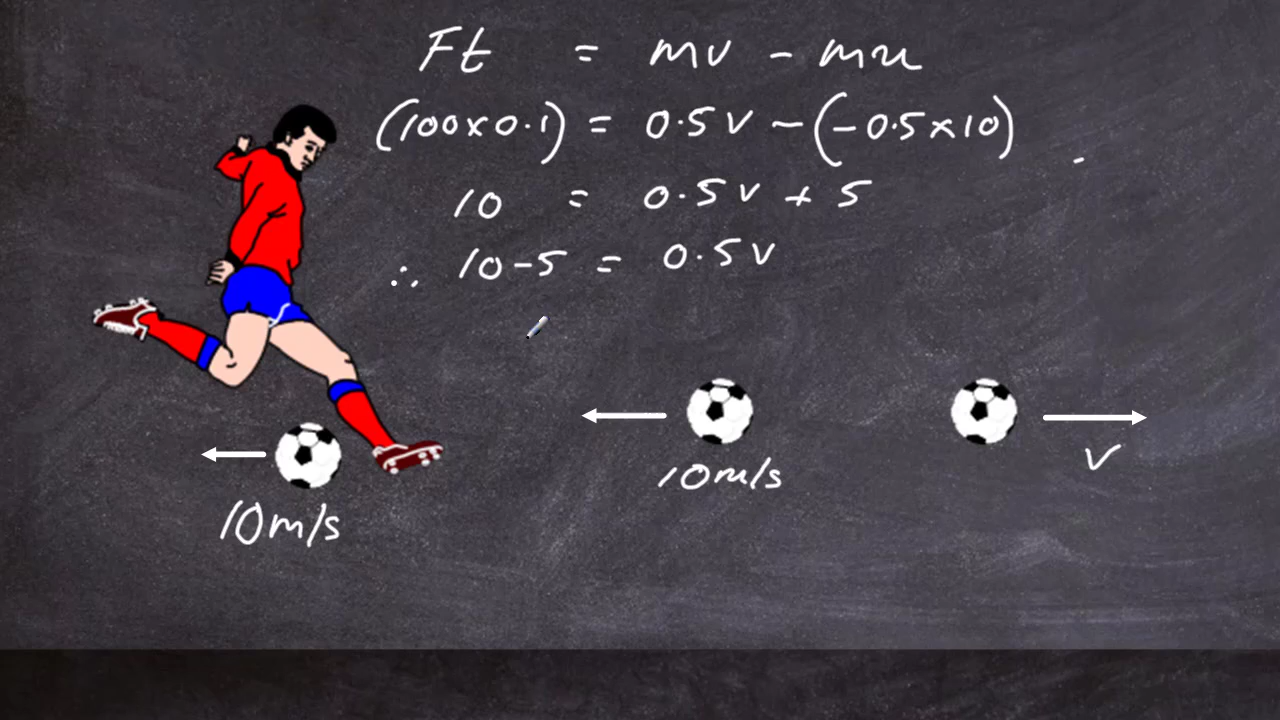 Ft = mv - mu
(100x0.1) = 0.5v - (-0.5x10)
10 = 0.5v + 5
∴ 10-5 = 0.5v
10m/s
v
10m/s